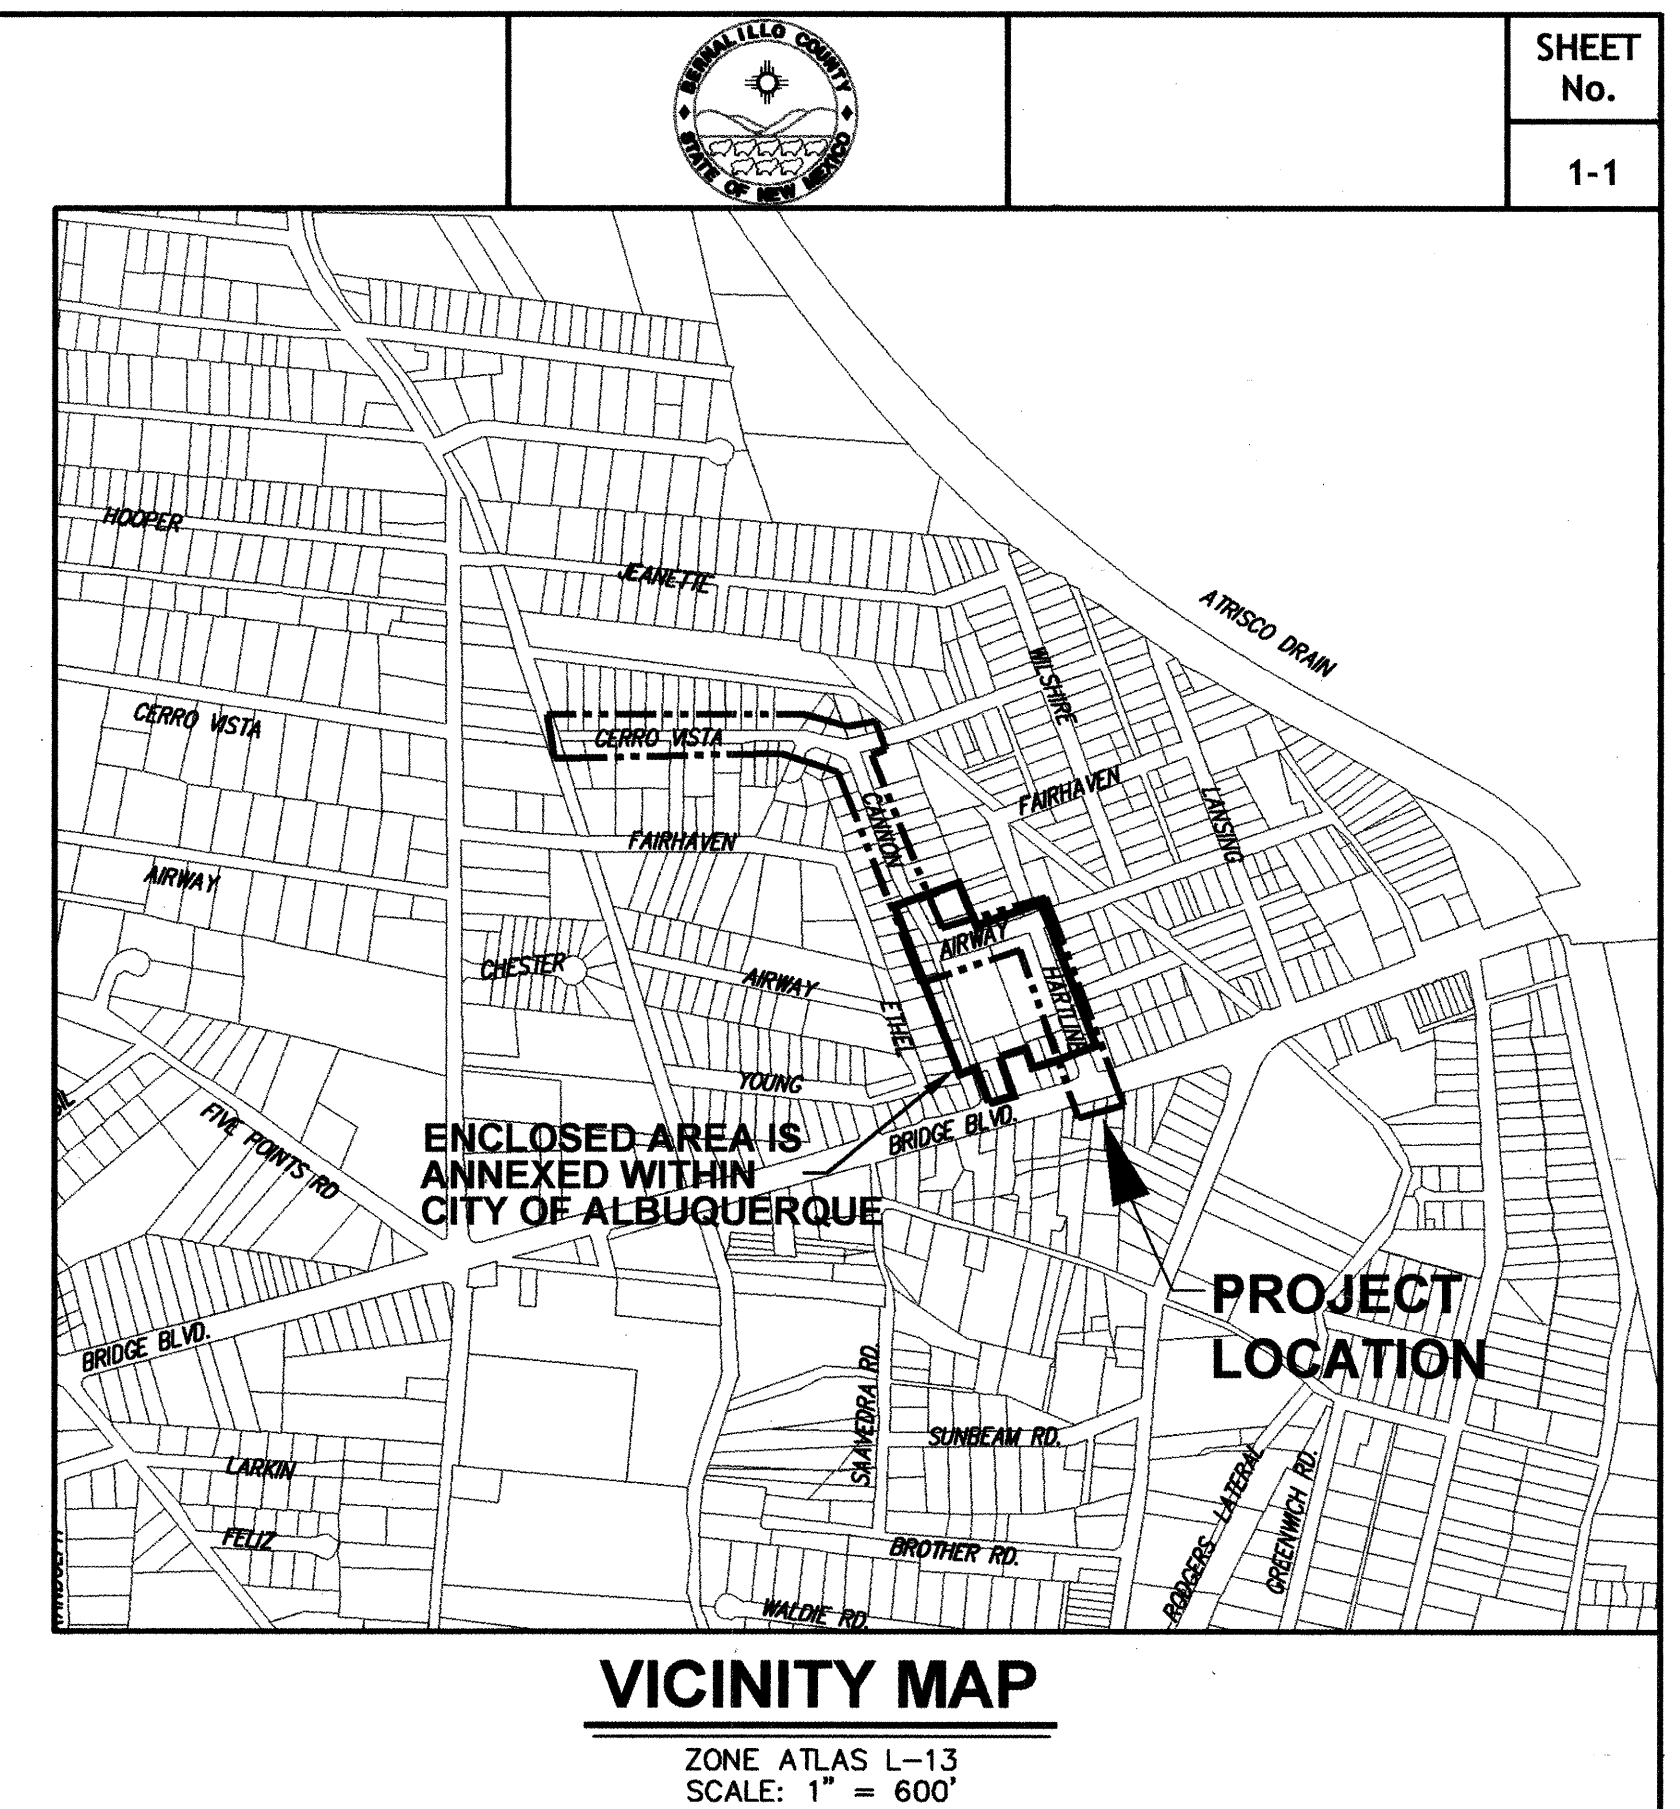 BERNALILLO COUNTY
STATE OF NEW MEXICO
SHEET
No.
1-1
HOOPER
JEANETTE
ATRISCO DRAIN
WILSHIRE
CERRO VISTA
CERRO VISTA
FAIRHAVEN
CANNON
LANSING
FAIRHAVEN
AIRWAY
AIRWAY
CHESTER
AIRWAY
HARTLINE
ETHEL
YOUNG
FIVE POINTS RD
BRIDGE BLVD.
ENCLOSED AREA IS
ANNEXED WITHIN
CITY OF ALBUQUERQUE
PROJECT
LOCATION
BRIDGE BLVD.
SAAVEDRA RD.
SUNBEAM RD.
LARKIN
RODGERS LATERAL
GREENWICH RD.
FELIZ
BROTHER RD.
WALDIE RD.
VICINITY MAP
ZONE ATLAS L-13
SCALE: 1" = 600'